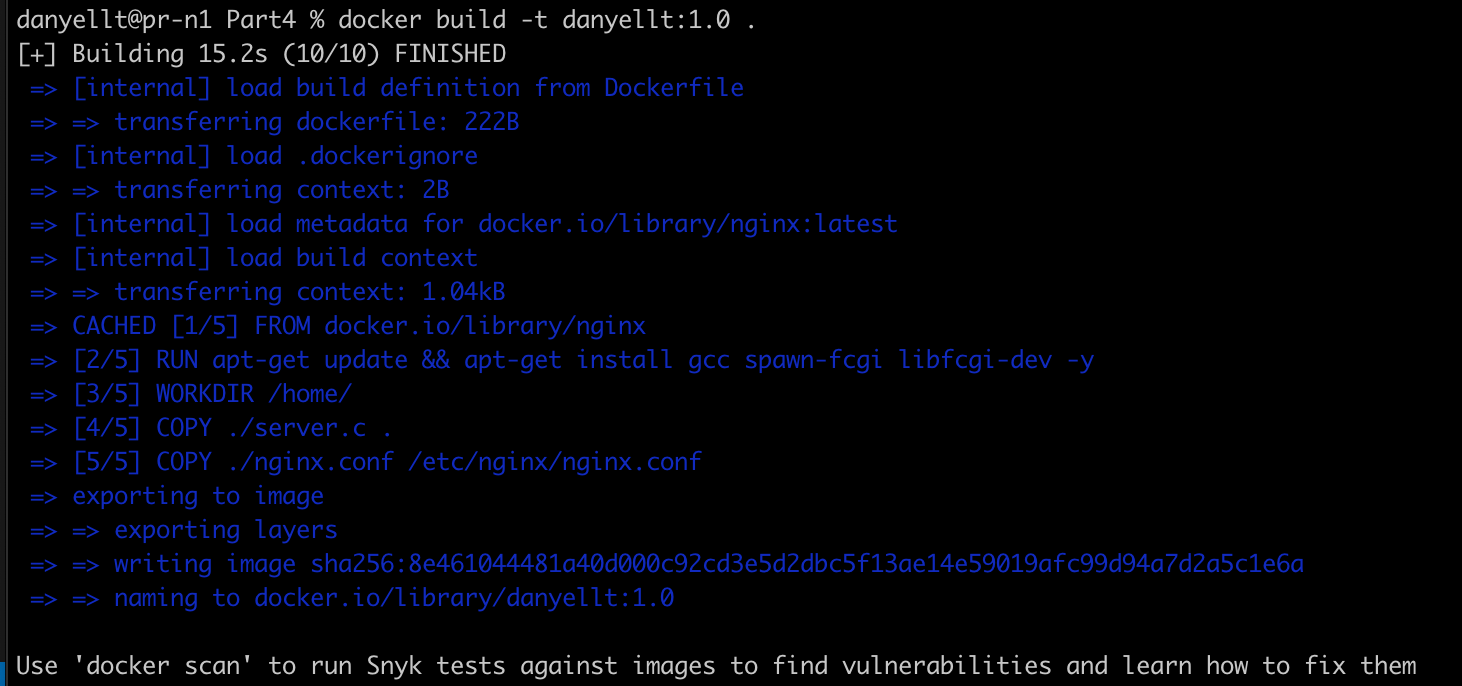 danyellt@pr-n1 Part4 % docker build -t danyellt:1.0 .
[+] Building 15.2s (10/10) FINISHED
=> [internal] load build definition from Dockerfile
=> => transferring dockerfile: 222B
=> [internal] load .dockerignore
=> => transferring context: 2B
=> [internal] load metadata for docker.io/library/nginx:latest
=> [internal] load build context
=> => transferring context: 1.04kB
=> CACHED [1/5] FROM docker.io/library/nginx
=> [2/5] RUN apt-get update && apt-get install gcc spawn-fcgi libfcgi-dev -y
=> [3/5] WORKDIR /home/
=> [4/5] COPY ./server.c .
=> [5/5] COPY ./nginx.conf /etc/nginx/nginx.conf
=> exporting to image
=> => exporting layers
=> => writing image sha256:8e461044481a40d000c92cd3e5d2dbc5f13ae14e59019afc99d94a7d2a5c1e6a
=> => naming to docker.io/library/danyellt:1.0
Use 'docker scan' to run Snyk tests against images to find vulnerabilities and learn how to fix them